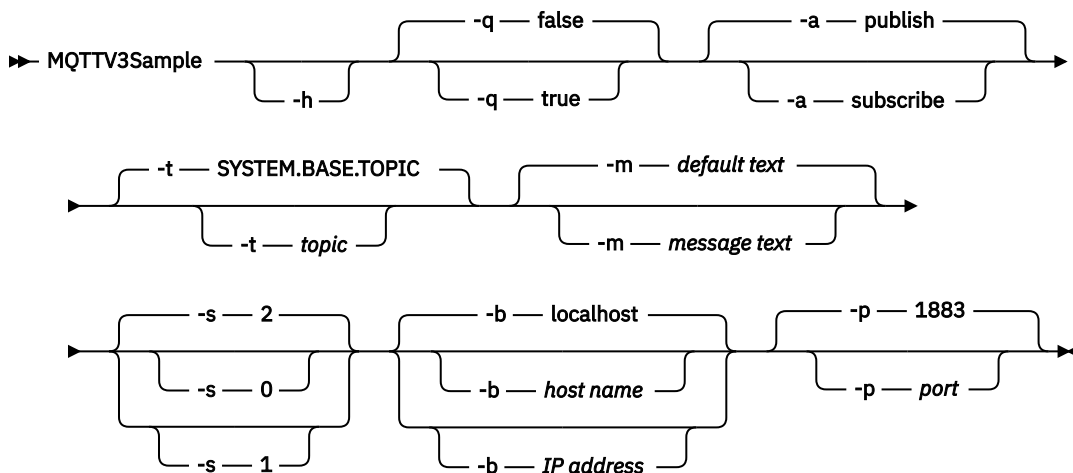 -q false -a publish
MQTTV3Sample
-h -q true -a subscribe
-t SYSTEM.BASE.TOPIC -m default text
-t topic -m message text
-s 2 -b localhost -p 1883
-s 0 -b host name -p port
-s 1 -b IP address